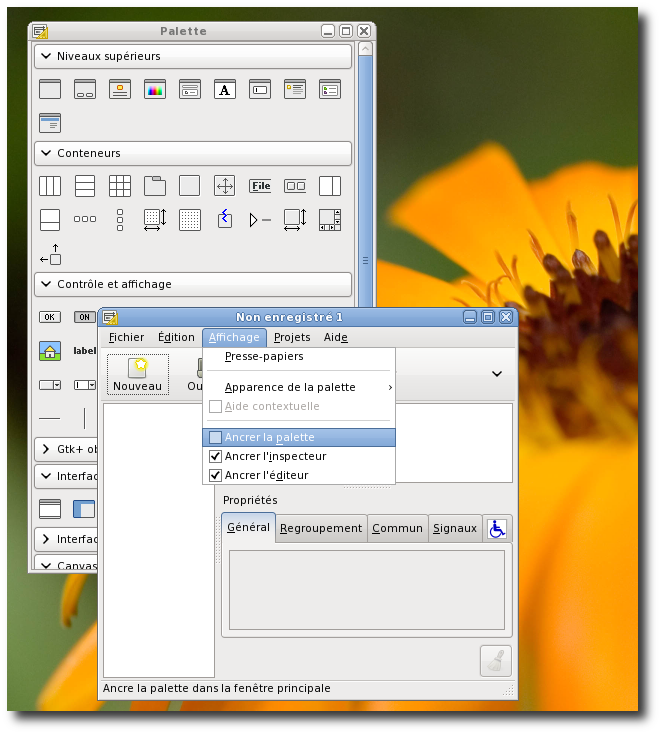 Palette
Niveaux supérieurs
A
Conteneurs
File
Contrôle et affichage
OK
ON
label
Gtk+ ob
Interfac
Interfac
Canvas
Non enregistré 1
Fichier Édition Affichage Projets Aide
Nouveau
Ou
Presse-papiers
Apparence de la palette
Aide contextuelle
Ancrer la palette
Ancrer l'inspecteur
Ancrer l'éditeur
Propriétés
Général Regroupement Commun Signaux
Ancre la palette dans la fenêtre principale